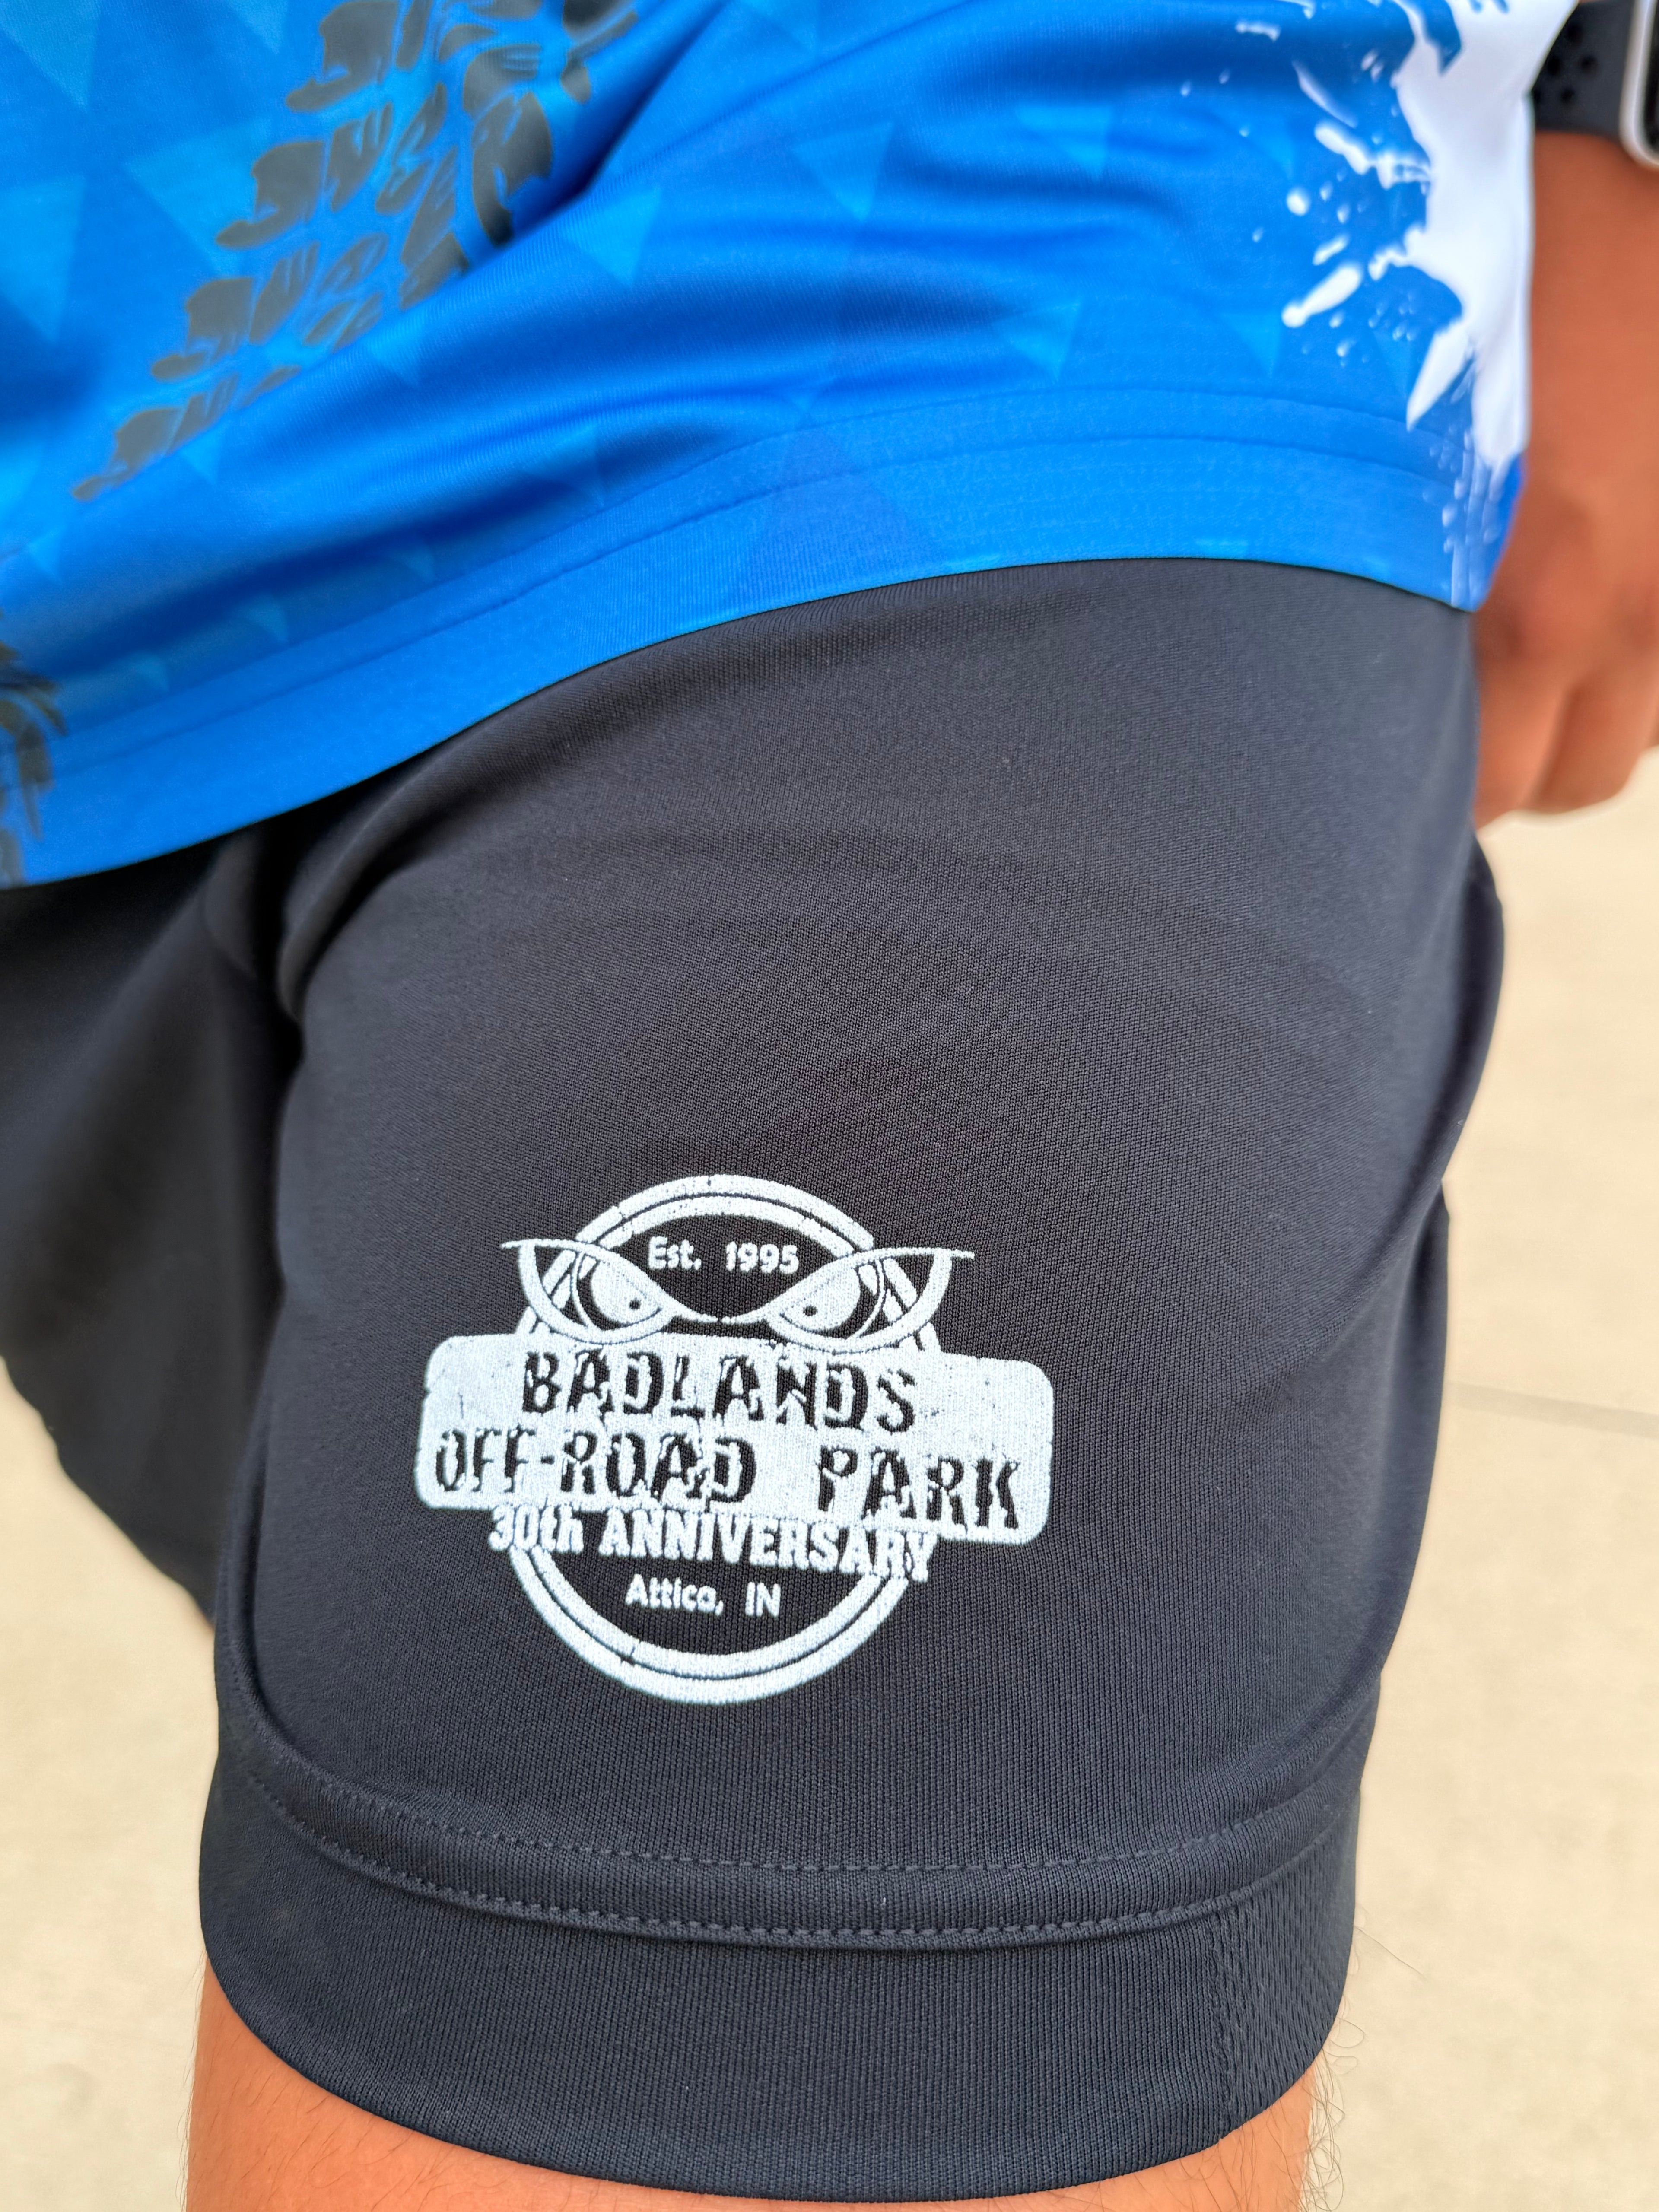 Est. 1995
BADLANDS
OFF-ROAD PARK
30th ANNIVERSARY
Attica, IN